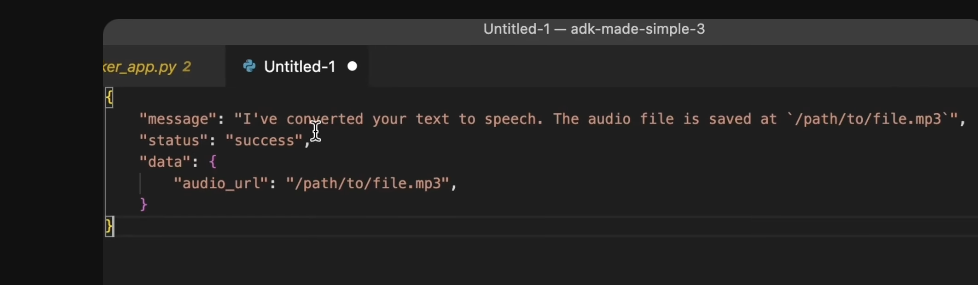 Untitled-1 — adk-made-simple-3
ker_app.py 2 Untitled-1
{
"message": "I've converted your text to speech. The audio file is saved at `/path/to/file.mp3`",
"status": "success",
"data": {
"audio_url": "/path/to/file.mp3",
}
}